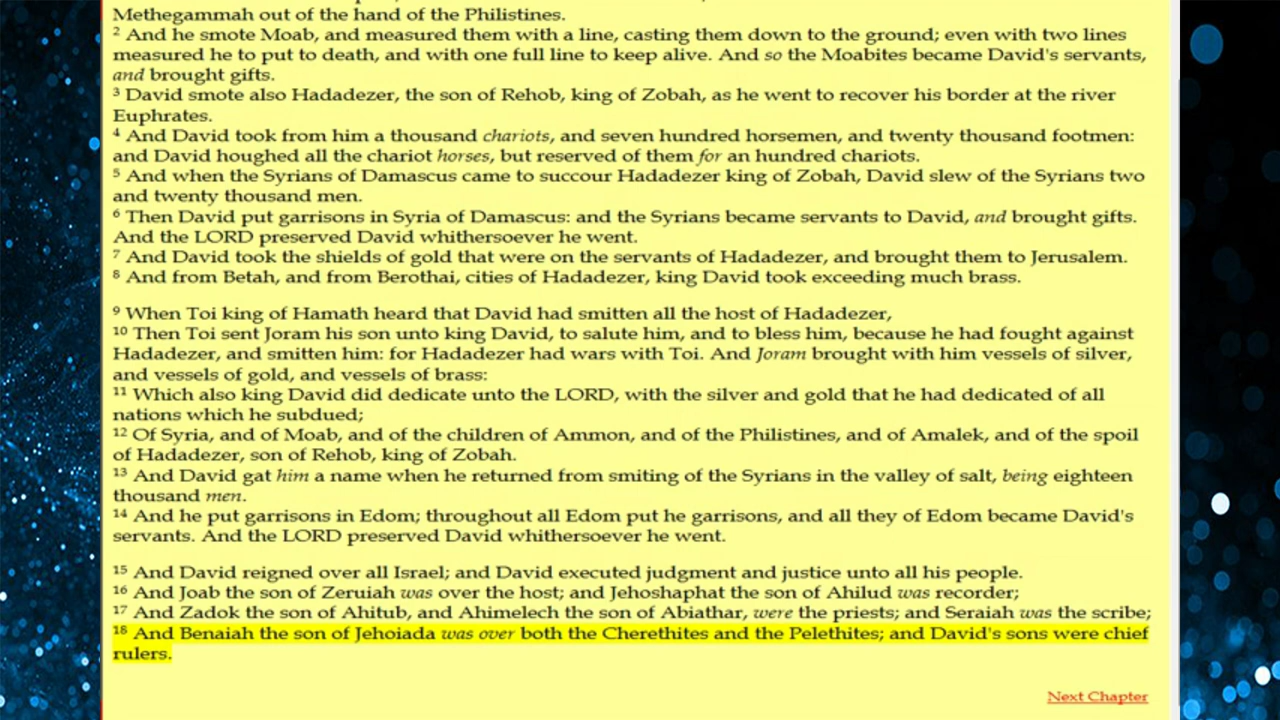 Methegammah out of the hand of the Philistines.
2 And he smote Moab, and measured them with a line, casting them down to the ground; even with two lines
measured he to put to death, and with one full line to keep alive. And so the Moabites became David's servants,
and brought gifts.
3 David smote also Hadadezer, the son of Rehob, king of Zobah, as he went to recover his border at the river
Euphrates.
4 And David took from him a thousand chariots, and seven hundred horsemen, and twenty thousand footmen:
and David houghed all the chariot horses, but reserved of them for an hundred chariots.
5 And when the Syrians of Damascus came to succour Hadadezer king of Zobah, David slew of the Syrians two
and twenty thousand men.
6 Then David put garrisons in Syria of Damascus: and the Syrians became servants to David, and brought gifts.
And the LORD preserved David whithersoever he went.
7 And David took the shields of gold that were on the servants of Hadadezer, and brought them to Jerusalem.
8 And from Betah, and from Berothai, cities of Hadadezer, king David took exceeding much brass.
9 When Toi king of Hamath heard that David had smitten all the host of Hadadezer,
10 Then Toi sent Joram his son unto king David, to salute him, and to bless him, because he had fought against
Hadadezer, and smitten him: for Hadadezer had wars with Toi. And Joram brought with him vessels of silver,
and vessels of gold, and vessels of brass:
11 Which also king David did dedicate unto the LORD, with the silver and gold that he had dedicated of all
nations which he subdued;
12 Of Syria, and of Moab, and of the children of Ammon, and of the Philistines, and of Amalek, and of the spoil
of Hadadezer, son of Rehob, king of Zobah.
13 And David gat him a name when he returned from smiting of the Syrians in the valley of salt, being eighteen
thousand men.
14 And he put garrisons in Edom; throughout all Edom put he garrisons, and all they of Edom became David's
servants. And the LORD preserved David whithersoever he went.
15 And David reigned over all Israel; and David executed judgment and justice unto all his people.
16 And Joab the son of Zeruiah was over the host; and Jehoshaphat the son of Ahilud was recorder;
17 And Zadok the son of Ahitub, and Ahimelech the son of Abiathar, were the priests; and Seraiah was the scribe;
18 And Benaiah the son of Jehoiada was over both the Cherethites and the Pelethites; and David's sons were chief
rulers.
Next Chapter